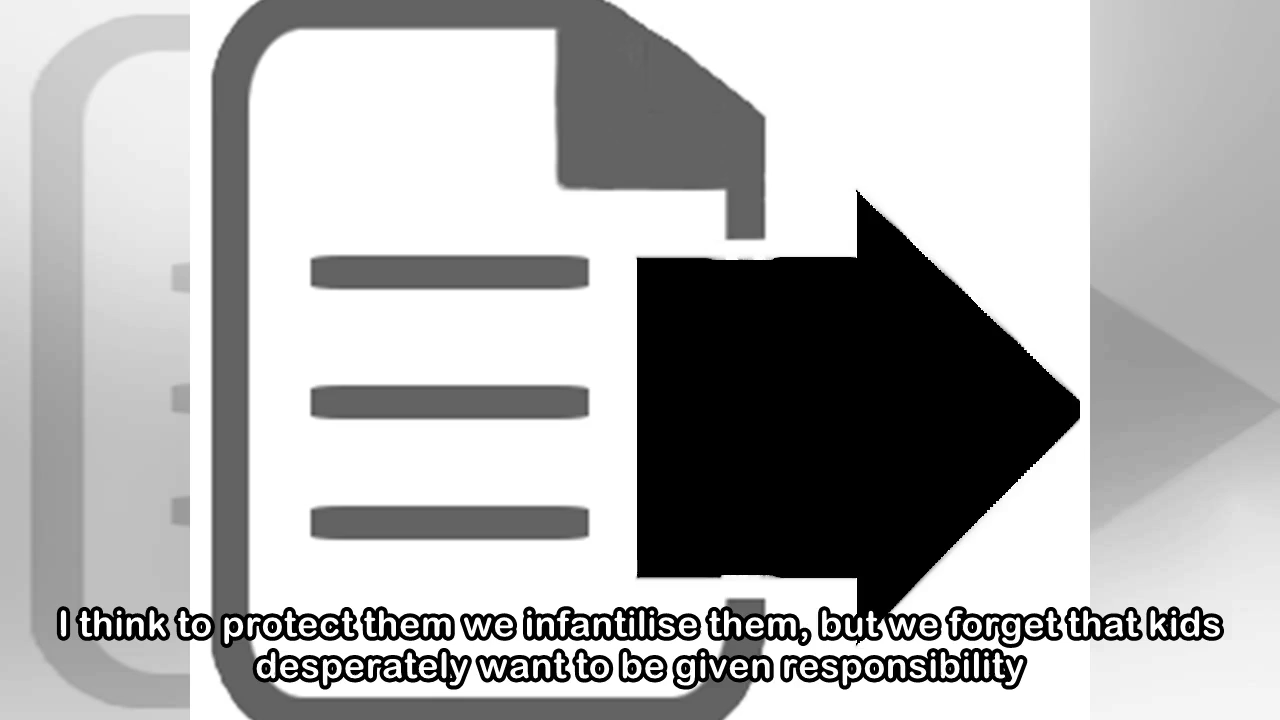 I think to protect them we infantilise them, but we forget that kids
desperately want to be given responsibility